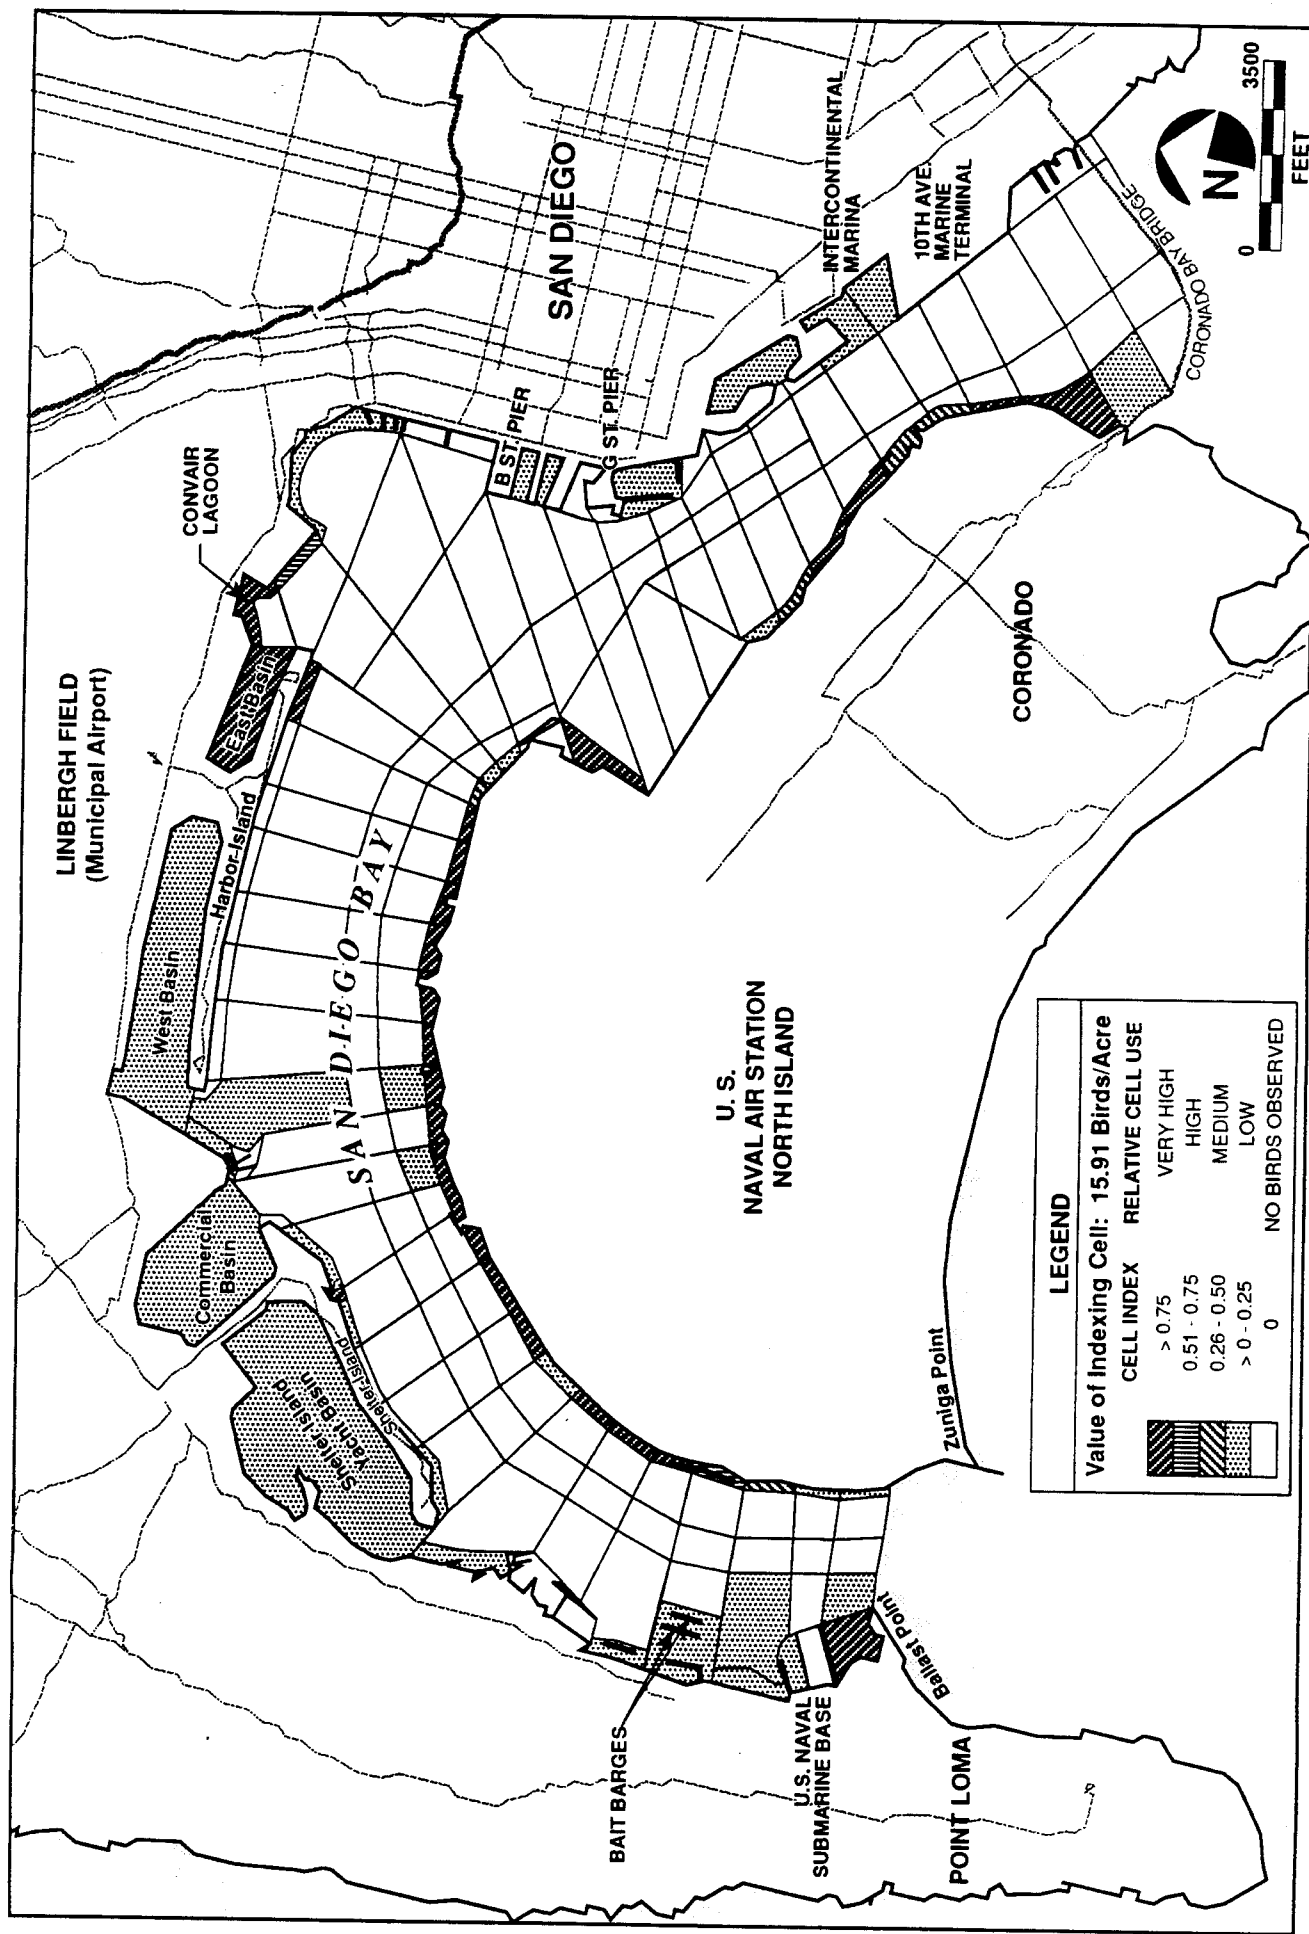 LINBERGH FIELD
(Municipal Airport)
CONVAIR
LAGOON
SAN DIEGO
INTERCONTINENTAL
MARINA
10TH AVE.
MARINE
TERMINAL
B ST. PIER
G ST. PIER
CORONADO BAY BRIDGE
CORONADO
N
0 3500
FEET
East Basin
Harbor Island
West Basin
SAN DIEGO BAY
Commercial
Basin
Shelter Island
Yacht Basin
Shelter Island
CORONADO
U. S.
NAVAL AIR STATION
NORTH ISLAND
Zuniga Point
BAIT BARGES
U.S. NAVAL
SUBMARINE BASE
Ballast Point
POINT LOMA
LEGEND
Value of Indexing Cell: 15.91 Birds/Acre
CELL INDEX RELATIVE CELL USE
> 0.75 VERY HIGH
0.51 - 0.75 HIGH
0.26 - 0.50 MEDIUM
> 0 - 0.25 LOW
0 NO BIRDS OBSERVED